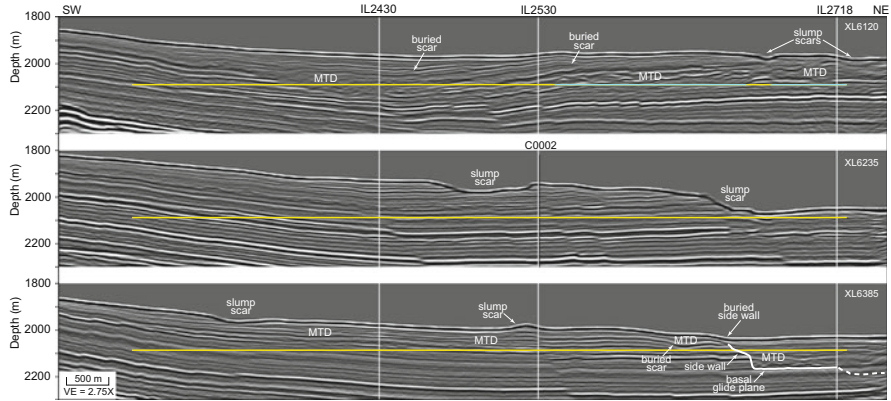 SW IL2430 IL2530 IL2718 NE
1800
2000
2200
Depth (m)
XL6120
buried
scar
buried
scar
slump
scars
MTD
MTD
MTD
C0002
1800
2000
2200
Depth (m)
XL6235
slump
scar
slump
scar
1800
2000
2200
Depth (m)
XL6385
slump
scar
slump
scar
buried
side wall
MTD
MTD
MTD
MTD
buried
scar
side wall
basal
glide plane
500 m
VE = 2.75X